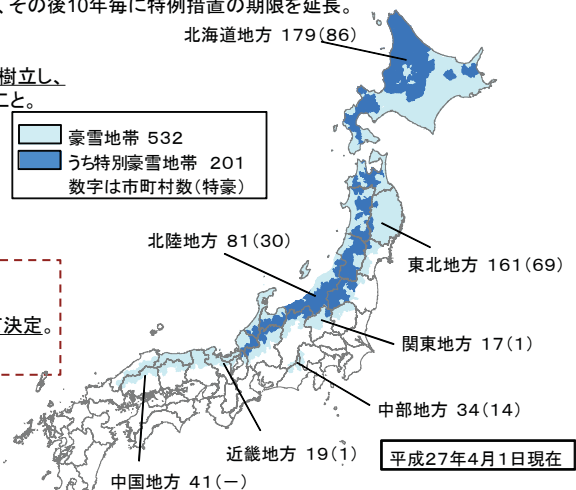 、その後10年毎に特例措置の期限を延長。
北海道地方 179(86)
樹立し、
こと。
豪雪地帯 532
うち特別豪雪地帯 201
数字は市町村数(特豪)
北陸地方 81(30)
東北地方 161(69)
決定。
関東地方 17(1)
中部地方 34(14)
近畿地方 19(1)
平成27年4月1日現在
中国地方 41(-)